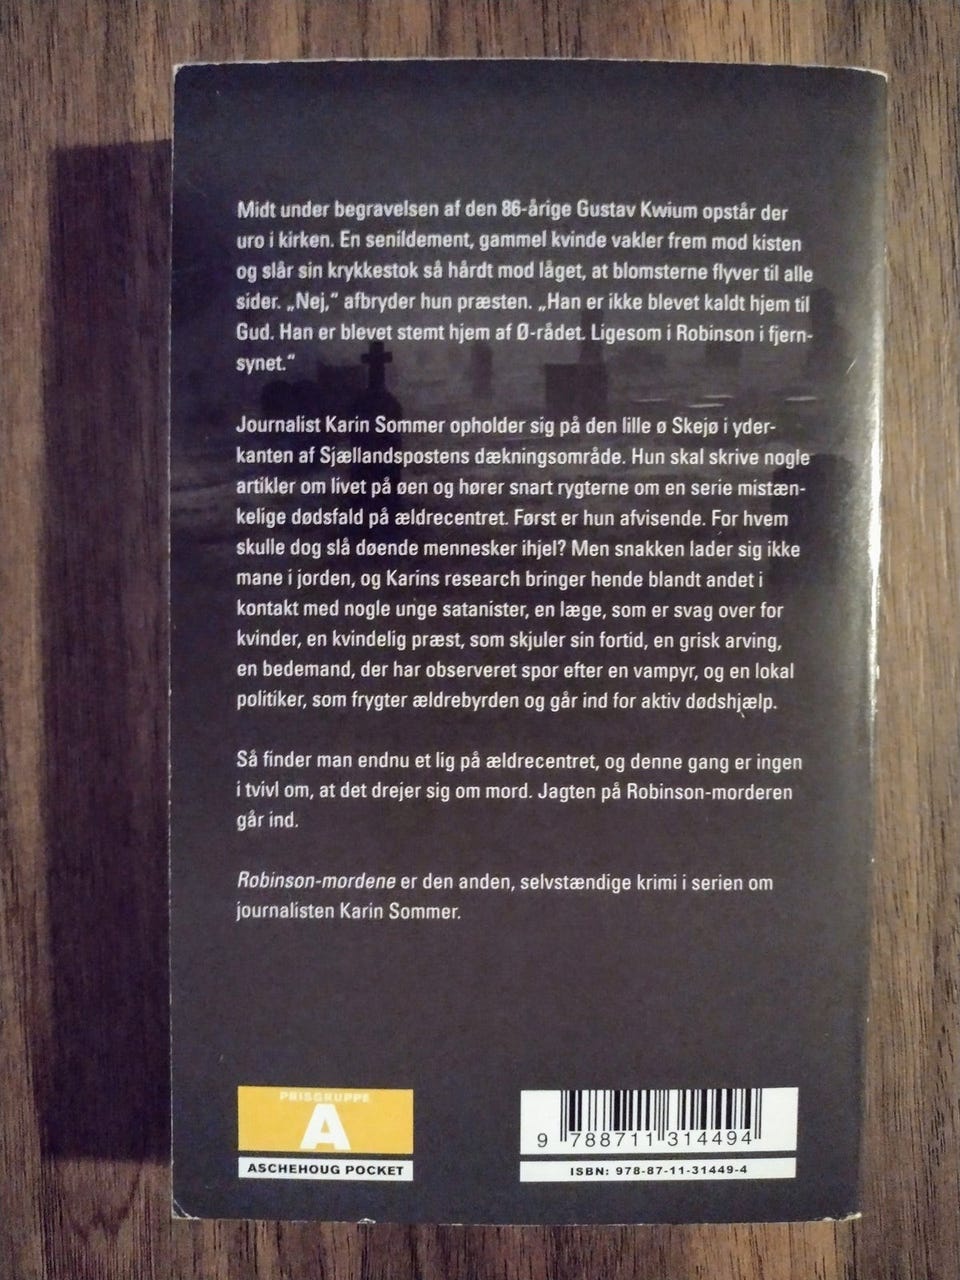 Midt under begravelsen af den 86-årige Gustav Kwium opstår der
uro i kirken. En senildement, gammel kvinde vakler frem mod kisten
og slår sin krykkestok så hårdt mod låget, at blomsterne flyver til alle
sider. „Nej,“ afbryder hun præsten. „Han er ikke blevet kaldt hjem til
Gud. Han er blevet stemt hjem af Ø-rådet. Ligesom i Robinson i fjern-
synet.“
Journalist Karin Sommer opholder sig på den lille ø Skejø i yder-
kanten af Sjællandspostens dækningsområde. Hun skal skrive nogle
artikler om livet på øen og hører snart rygterne om en serie mistæn-
kelige dødsfald på ældrecentret. Først er hun afvisende. For hvem
skulle dog slå døende mennesker ihjel? Men snakken lader sig ikke
mane i jorden, og Karins research bringer hende blandt andet i
kontakt med nogle unge satanister, en læge, som er svag over for
kvinder, en kvindelig præst, som skjuler sin fortid, en grisk arving,
en bedemand, der har observeret spor efter en vampyr, og en lokal
politiker, som frygter ældrebyrden og går ind for aktiv dødshjælp.
Så finder man endnu et lig på ældrecentret, og denne gang er ingen
i tvivl om, at det drejer sig om mord. Jagten på Robinson-morderen
går ind.
Robinson-mordene er den anden, selvstændige krimi i serien om
journalisten Karin Sommer.
PRISGRUPPE
A
ASCHEHOUG POCKET
9 788711 314494
ISBN: 978-87-11-31449-4